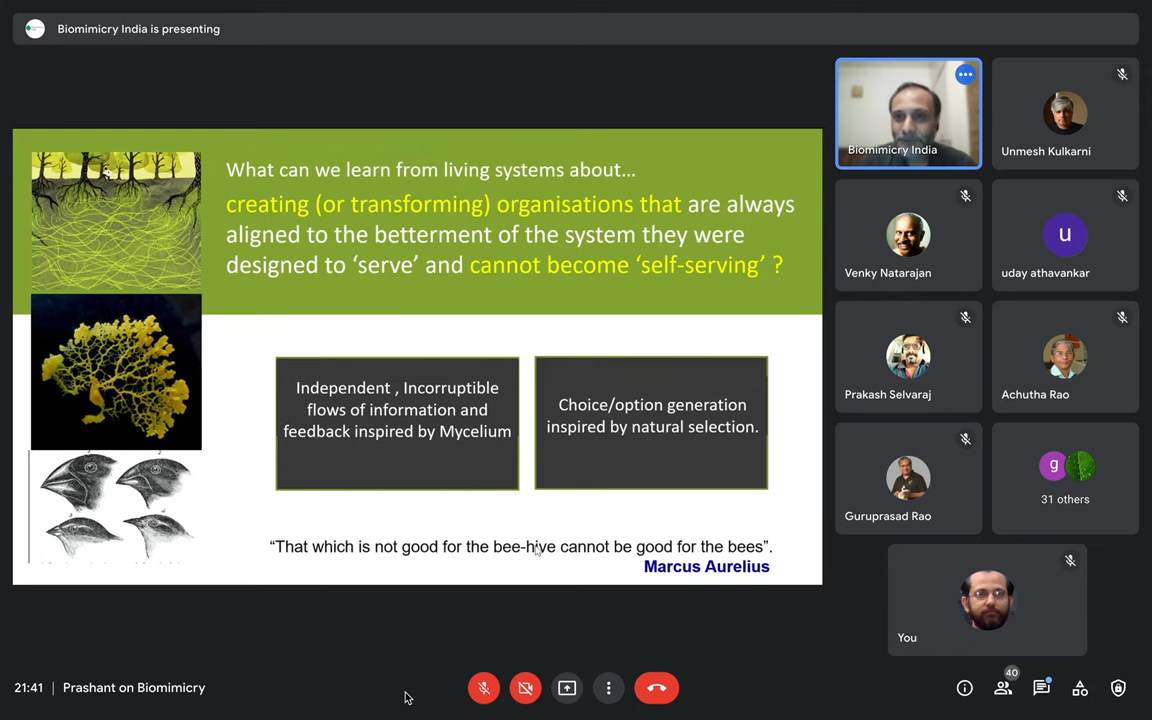 Biomimicry India is presenting
What can we learn from living systems about...
creating (or transforming) organisations that are always
aligned to the betterment of the system they were
designed to ‘serve’ and cannot become ‘self-serving’ ?
Independent , Incorruptible
flows of information and
feedback inspired by Mycelium
Choice/option generation
inspired by natural selection.
“That which is not good for the bee-hive cannot be good for the bees”.
Marcus Aurelius
Biomimicry India
Unmesh Kulkarni
Venky Natarajan
u
uday athavankar
Prakash Selvaraj
Achutha Rao
Guruprasad Rao
g
31 others
You
21:41 | Prashant on Biomimicry
40